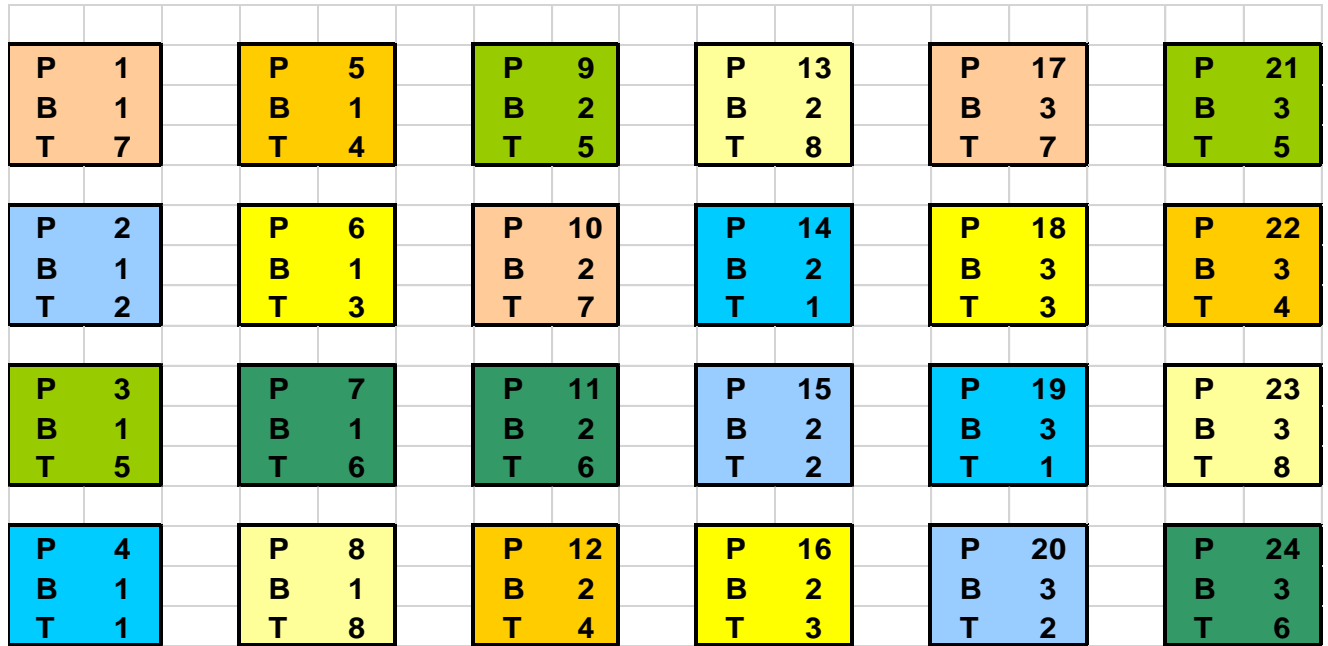 P 1 P 5 P 9 P 13 P 17 P 21
B 1 B 1 B 2 B 2 B 3 B 3
T 7 T 4 T 5 T 8 T 7 T 5
P 2 P 6 P 10 P 14 P 18 P 22
B 1 B 1 B 2 B 2 B 3 B 3
T 2 T 3 T 7 T 1 T 3 T 4
P 3 P 7 P 11 P 15 P 19 P 23
B 1 B 1 B 2 B 2 B 3 B 3
T 5 T 6 T 6 T 2 T 1 T 8
P 4 P 8 P 12 P 16 P 20 P 24
B 1 B 1 B 2 B 2 B 3 B 3
T 1 T 8 T 4 T 3 T 2 T 6